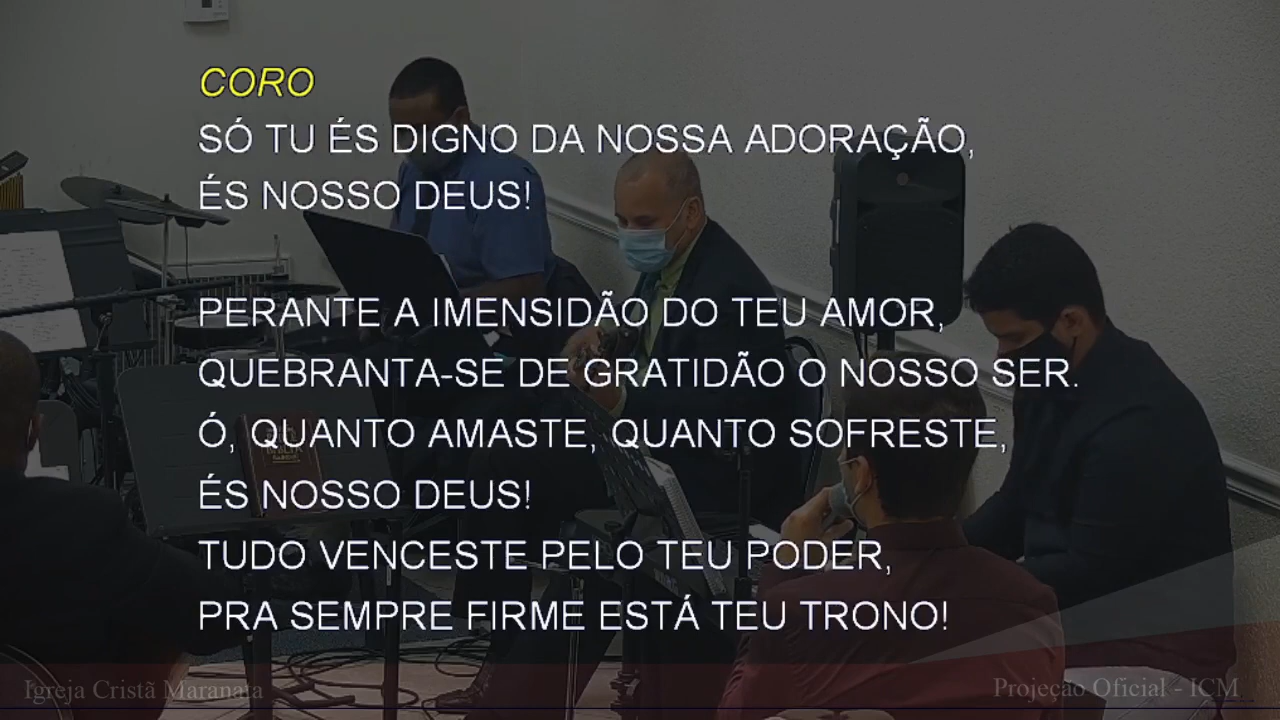 CORO
SÓ TU ÉS DIGNO DA NOSSA ADORAÇÃO,
ÉS NOSSO DEUS!
PERANTE A IMENSIDÃO DO TEU AMOR,
QUEBRANTA-SE DE GRATIDÃO O NOSSO SER.
Ó, QUANTO AMASTE, QUANTO SOFRESTE,
ÉS NOSSO DEUS!
TUDO VENCESTE PELO TEU PODER,
PRA SEMPRE FIRME ESTÁ TEU TRONO!
Igreja Cristã Maranata
Projeção Oficial - ICM